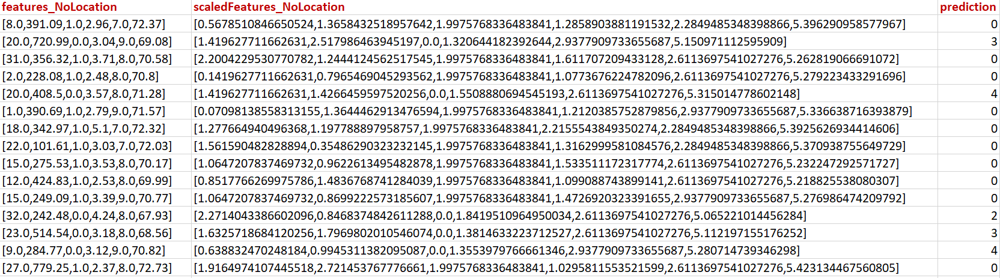 features_NoLocation scaledFeatures_NoLocation prediction
[8.0,391.09,1.0,2.96,7.0,72.37] [0.5678510846650524,1.3658432518957642,1.9975768336483841,1.2858903881191532,2.2849485348398866,5.396290958577967] 0
[20.0,720.99,0.0,3.04,9.0,69.08] [1.419627711662631,2.517986463945197,0.0,1.320644182392644,2.9377909733655687,5.150971112595909] 3
[31.0,356.32,1.0,3.71,8.0,70.58] [2.2004229530770782,1.2444124562517545,1.9975768336483841,1.611707209433128,2.6113697541027276,5.262819066691072] 0
[2.0,228.08,1.0,2.48,8.0,70.8] [0.1419627711662631,0.7965469045293562,1.9975768336483841,1.0773676224782096,2.6113697541027276,5.279223433291696] 0
[20.0,408.5,0.0,3.57,8.0,71.28] [1.419627711662631,1.4266459597520256,0.0,1.5508880694545193,2.6113697541027276,5.315014778602148] 4
[1.0,390.69,1.0,2.79,9.0,71.57] [0.07098138558313155,1.3644462913476594,1.9975768336483841,1.2120385752879856,2.9377909733655687,5.336638716393879] 0
[18.0,342.97,1.0,5.1,7.0,72.32] [1.277664940496368,1.197788897958757,1.9975768336483841,2.2155543849350274,2.2849485348398866,5.3925626934414606] 0
[22.0,101.61,1.0,3.03,7.0,72.03] [1.561590482828894,0.35486290323232145,1.9975768336483841,1.3162999581084576,2.2849485348398866,5.370938755649729] 0
[15.0,275.53,1.0,3.53,8.0,70.17] [1.0647207837469732,0.9622613495482878,1.9975768336483841,1.533511172317774,2.6113697541027276,5.232247292571727] 0
[12.0,424.83,1.0,2.53,8.0,69.99] [0.8517766269975786,1.4836768741284039,1.9975768336483841,1.099088743899141,2.6113697541027276,5.218825538080307] 0
[15.0,249.09,1.0,3.39,9.0,70.77] [1.0647207837469732,0.8699222573185607,1.9975768336483841,1.4726920323391655,2.9377909733655687,5.276986474209792] 0
[32.0,242.48,0.0,4.24,8.0,67.93] [2.2714043386602096,0.8468374842611288,0.0,1.8419510964950034,2.6113697541027276,5.065221014456284] 2
[23.0,514.54,0.0,3.18,8.0,68.56] [1.6325718684120256,1.7969802010546074,0.0,1.3814633223712527,2.6113697541027276,5.112197155176252] 3
[9.0,284.77,0.0,3.12,9.0,70.82] [0.638832470248184,0.9945311382095087,0.0,1.3553979766661346,2.9377909733655687,5.280714739346298] 4
[27.0,779.25,1.0,2.37,8.0,72.73] [1.9164974107445518,2.721453767776661,1.9975768336483841,1.0295811553521599,2.6113697541027276,5.423134467560805] 0